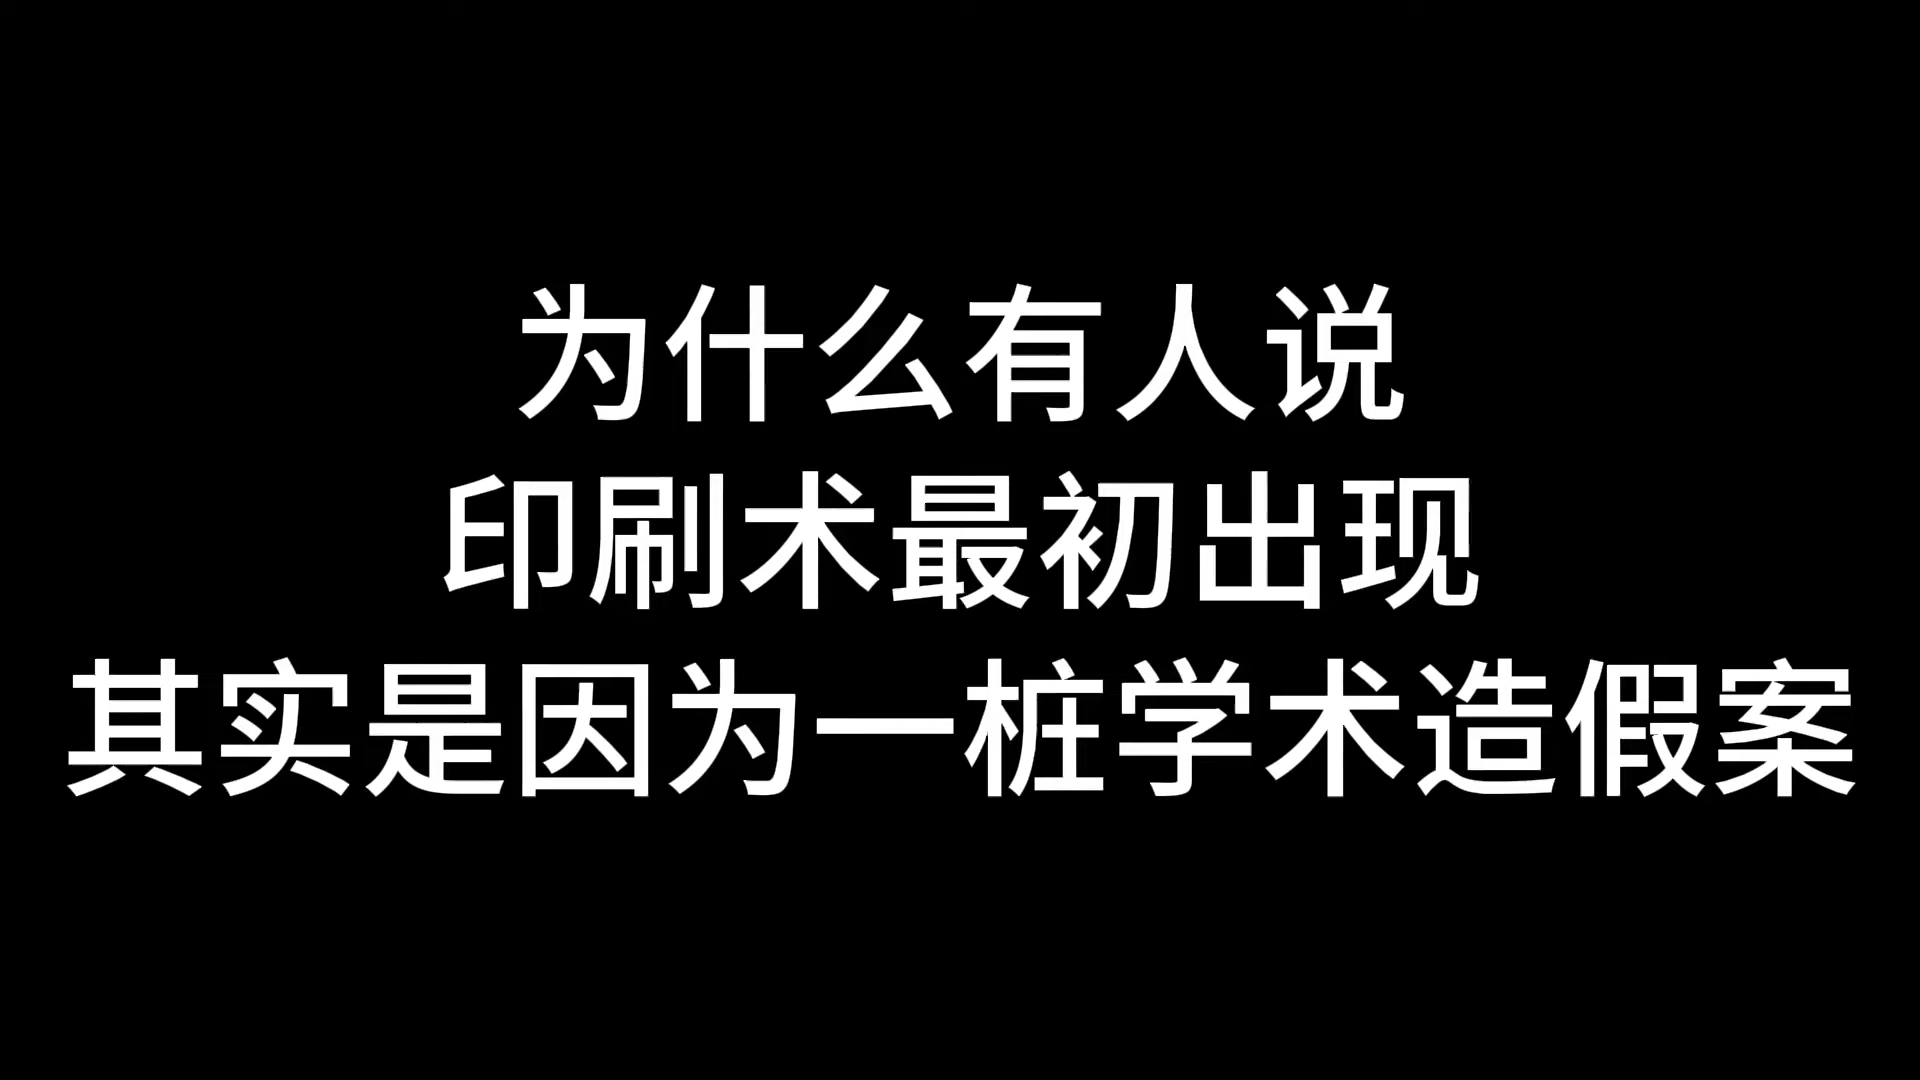 为什么有人说
印刷术最初出现
其实是因为一桩学术造假案